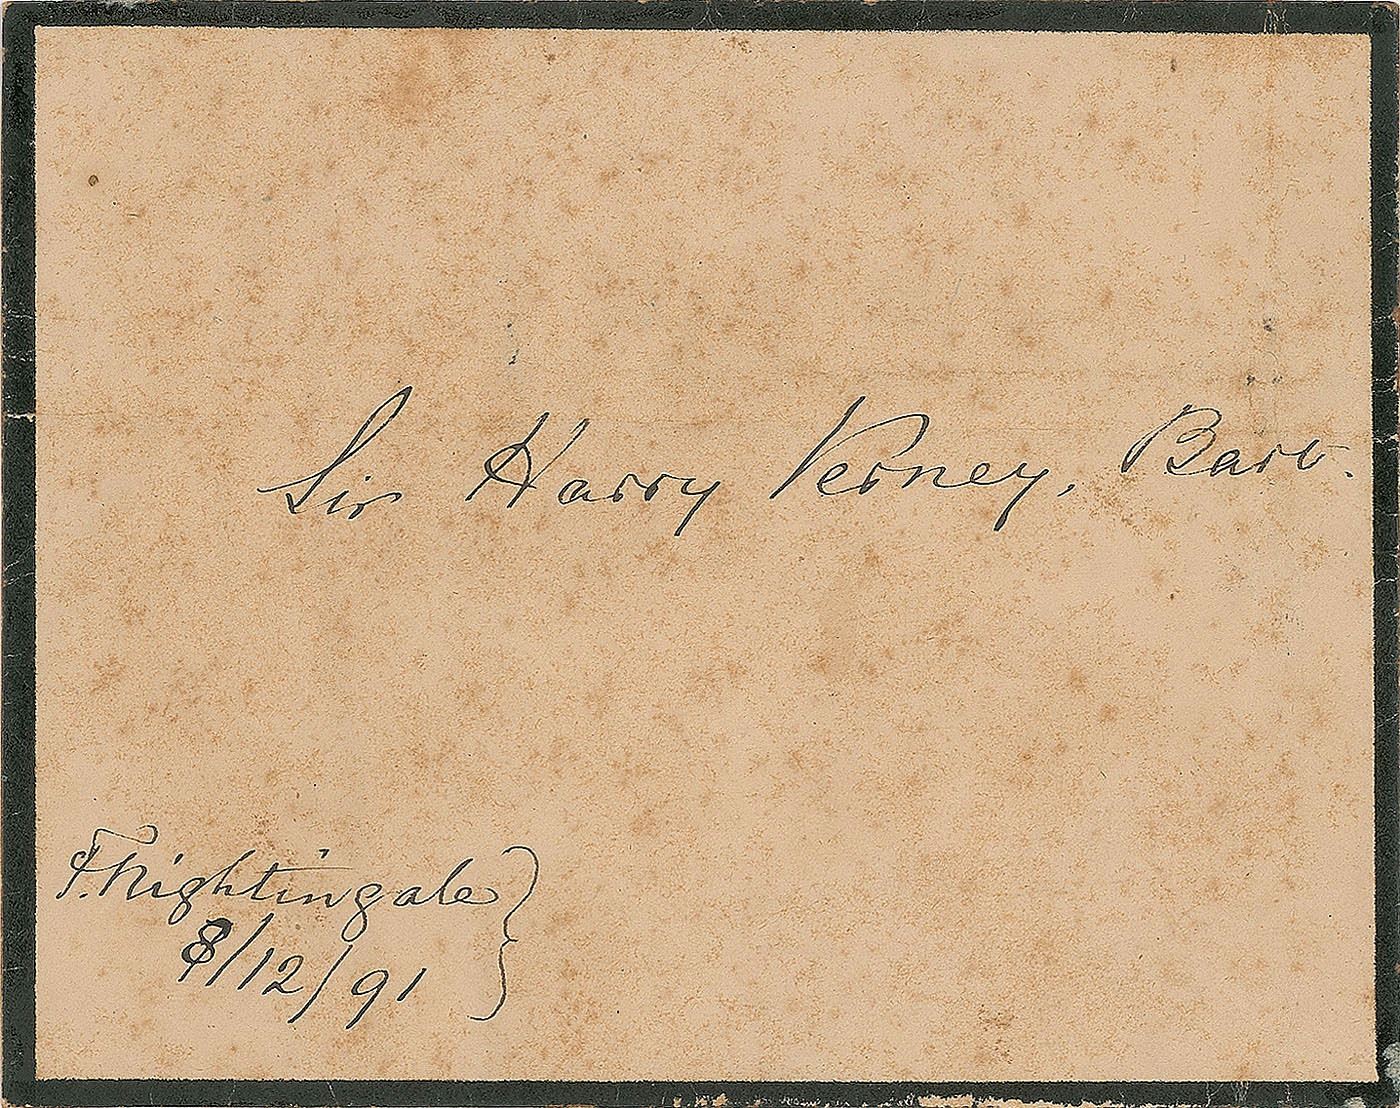 Sir Harry Verney, Bart.
F. Nightingale
8/12/91